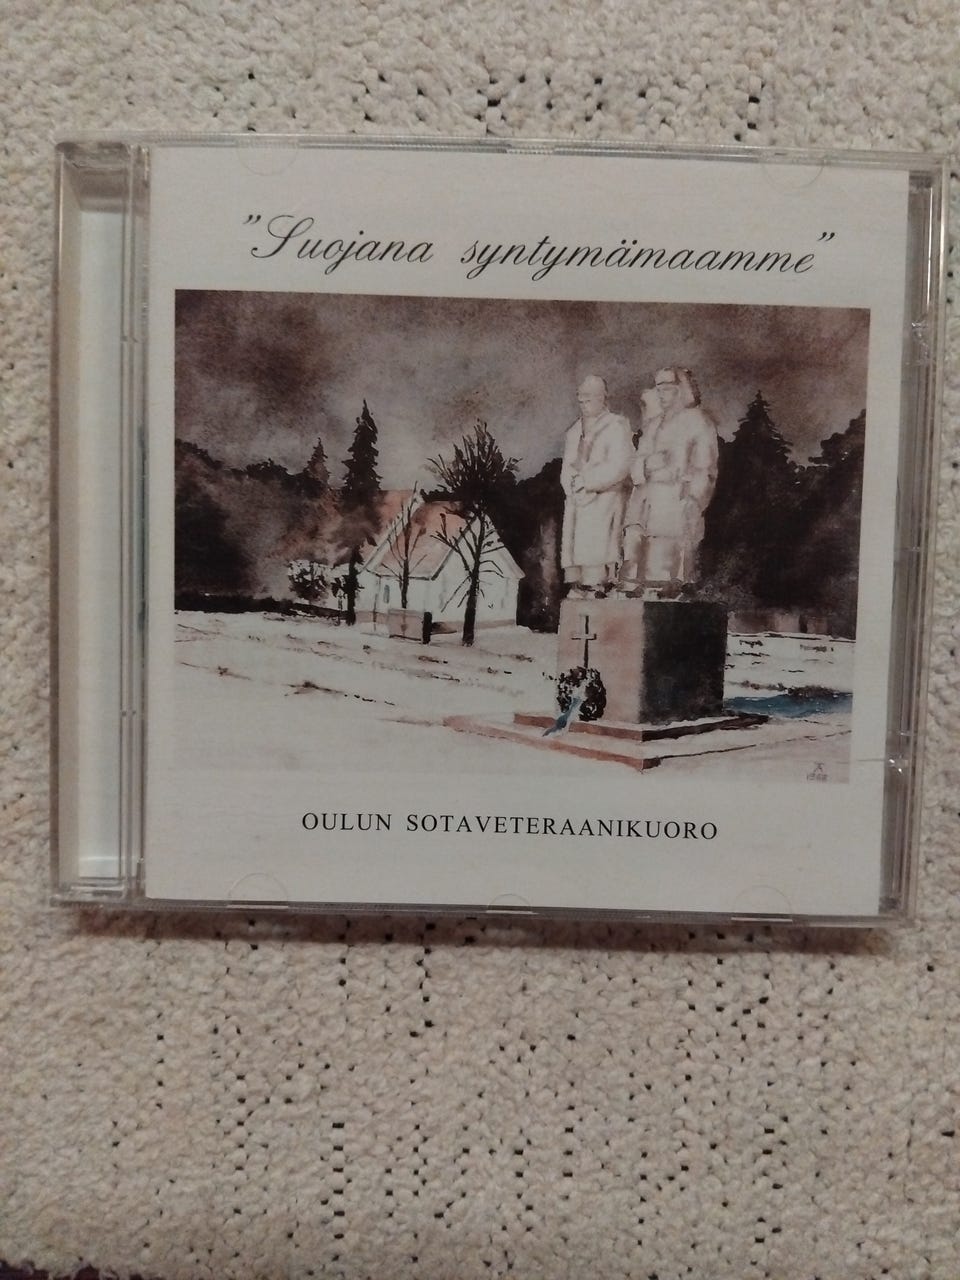 "Suojana syntymämaamme"
OULUN SOTAVETERAANIKUORO